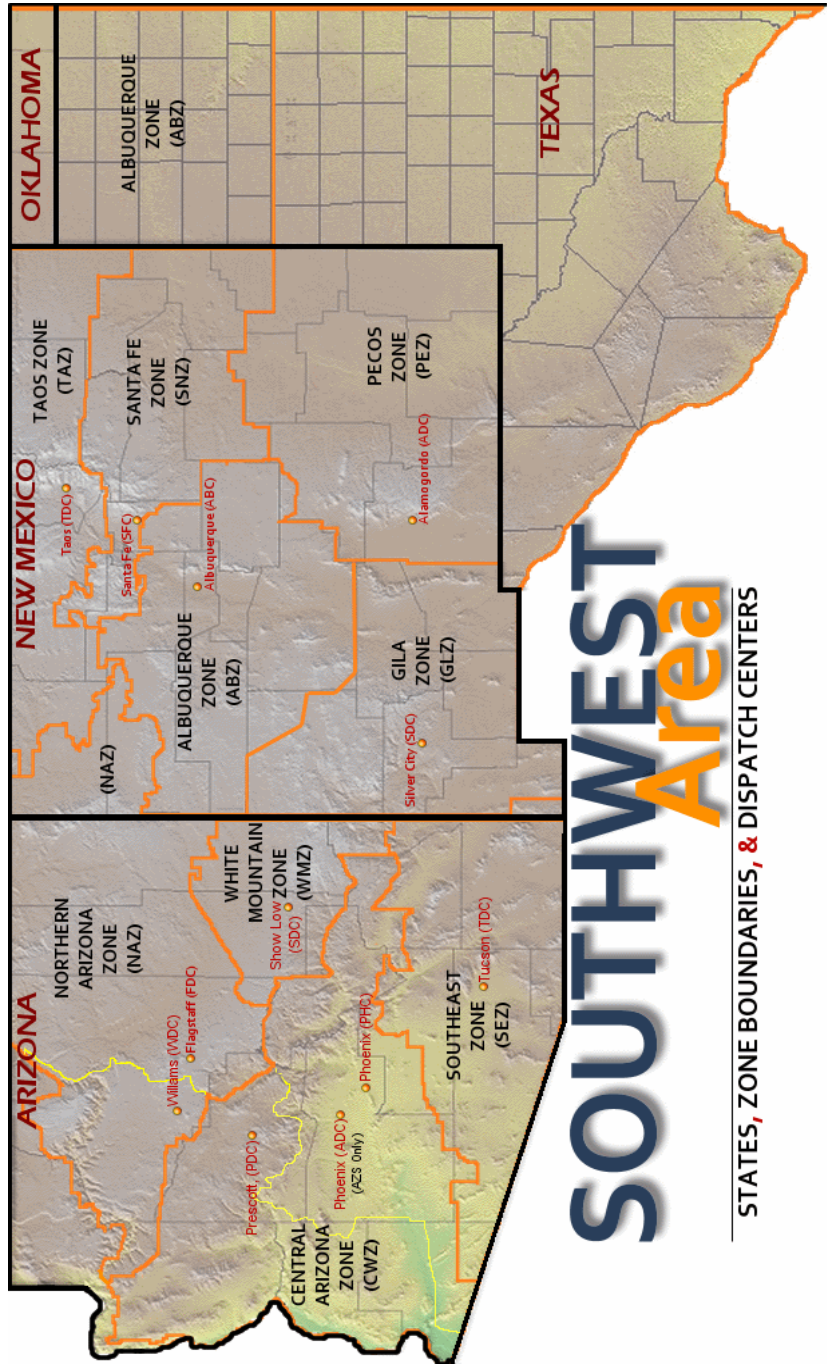 ARIZONA
NORTHERN
ARIZONA
ZONE
(NAZ)
Willams (WDC)
Flagstaff (FDC)
Prescott, (PDC)
WHITE
MOUNTAIN
ZONE
(WMZ)
Show Low
(SDC)
CENTRAL
ARIZONA
ZONE
(CWZ)
Phoenix (ADC)
(AZS Only)
Phoenix (PHC)
SOUTHEAST
ZONE
(SEZ)
Tucson (TDC)
NEW MEXICO
TAOS ZONE
(TAZ)
Taos (TDC)
(NAZ)
Santa Fe (SFC)
SANTA FE
ZONE
(SNZ)
ALBUQUERQUE
ZONE
(ABZ)
Albuquerque (ABC)
PECOS
ZONE
(PEZ)
GILA
ZONE
(GLZ)
Silver City (SDC)
Alamogordo (ADC)
OKLAHOMA
ALBUQUERQUE
ZONE
(ABZ)
TEXAS
SOUTHWEST
Area
STATES, ZONE BOUNDARIES, & DISPATCH CENTERS